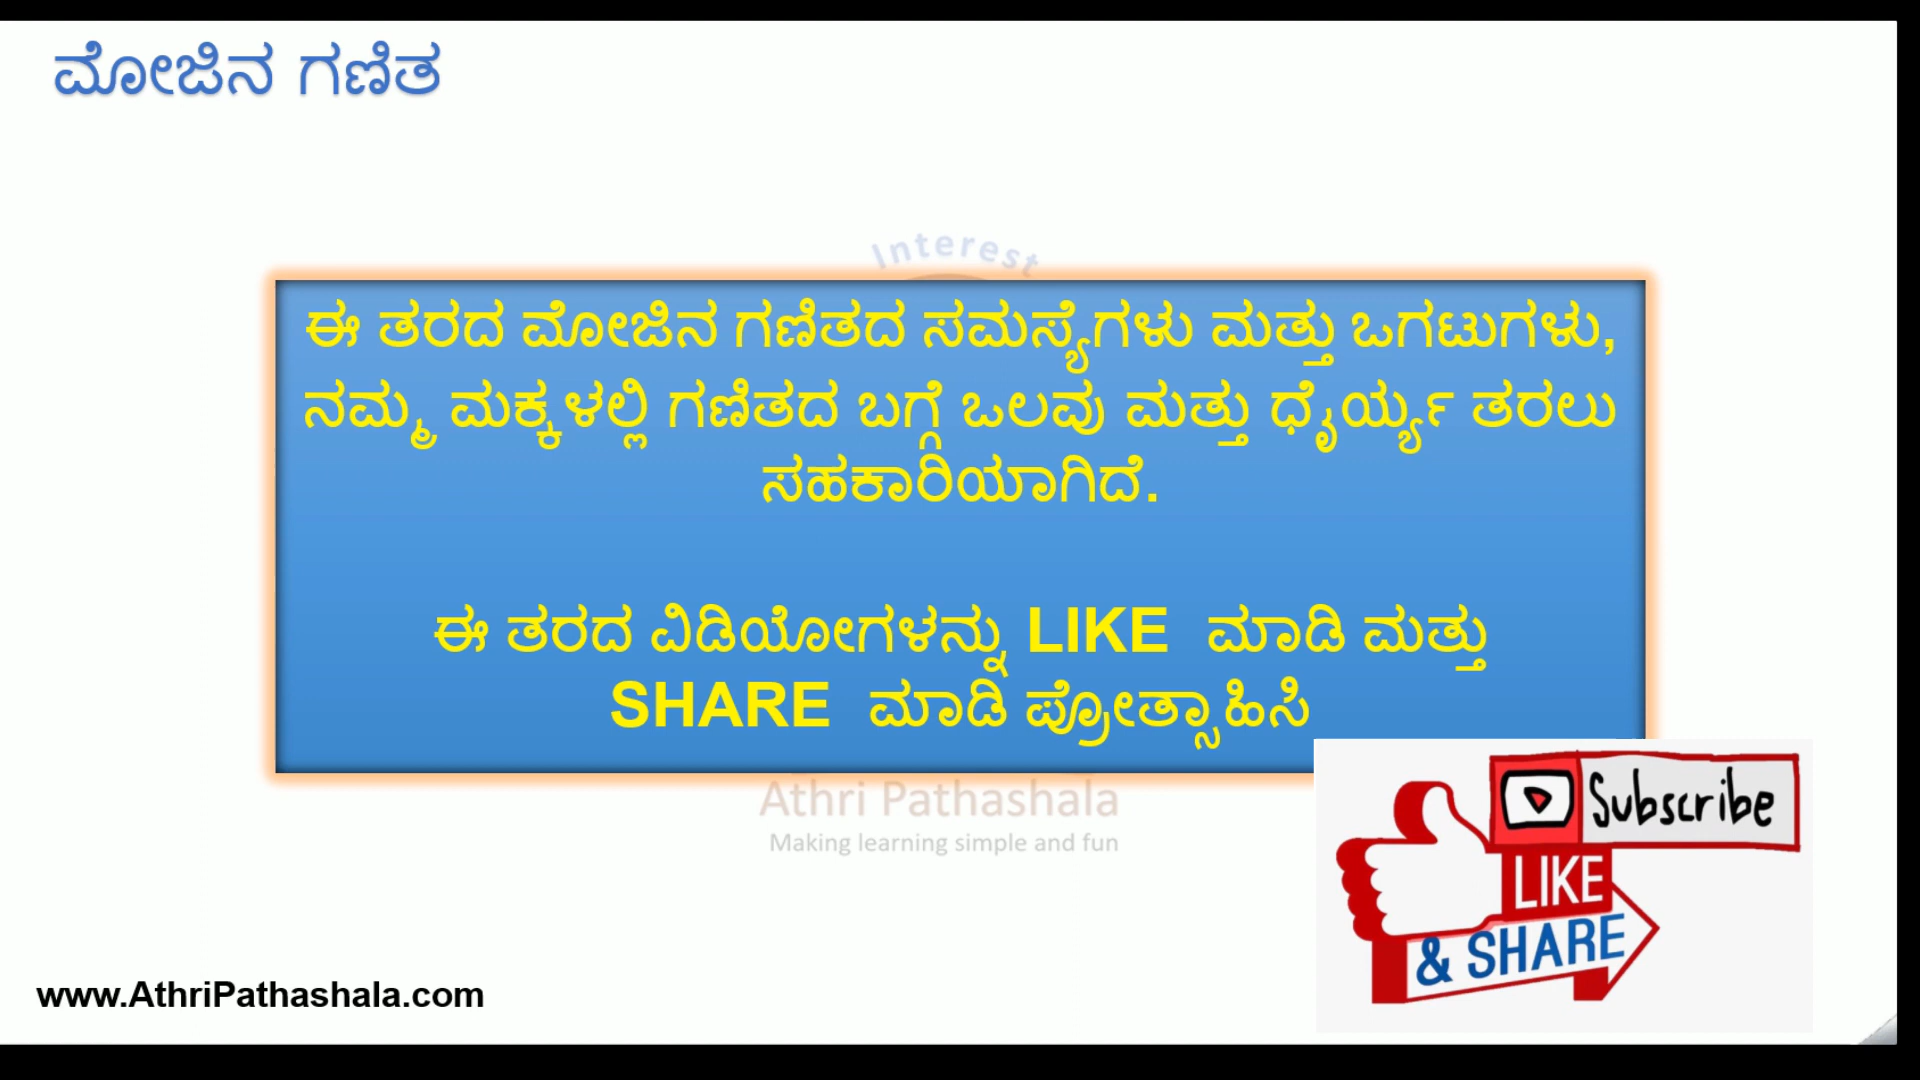 ಮೋಜಿನ ಗಣಿತ
Interest
ಈ ತರದ ಮೋಜಿನ ಗಣಿತದ ಸಮಸ್ಯೆಗಳು ಮತ್ತು ಒಗಟುಗಳು,
ನಮ್ಮ ಮಕ್ಕಳಲ್ಲಿ ಗಣಿತದ ಬಗ್ಗೆ ಒಲವು ಮತ್ತು ಧೈರ್ಯ್ಯ ತರಲು
ಸಹಕಾರಿಯಾಗಿದೆ.
ಈ ತರದ ವಿಡಿಯೋಗಳನ್ನು LIKE ಮಾಡಿ ಮತ್ತು
SHARE ಮಾಡಿ ಪ್ರೋತ್ಸಾಹಿಸಿ
Athri Pathashala
Making learning simple and fun
Subscribe
LIKE
& SHARE
www.AthriPathashala.com